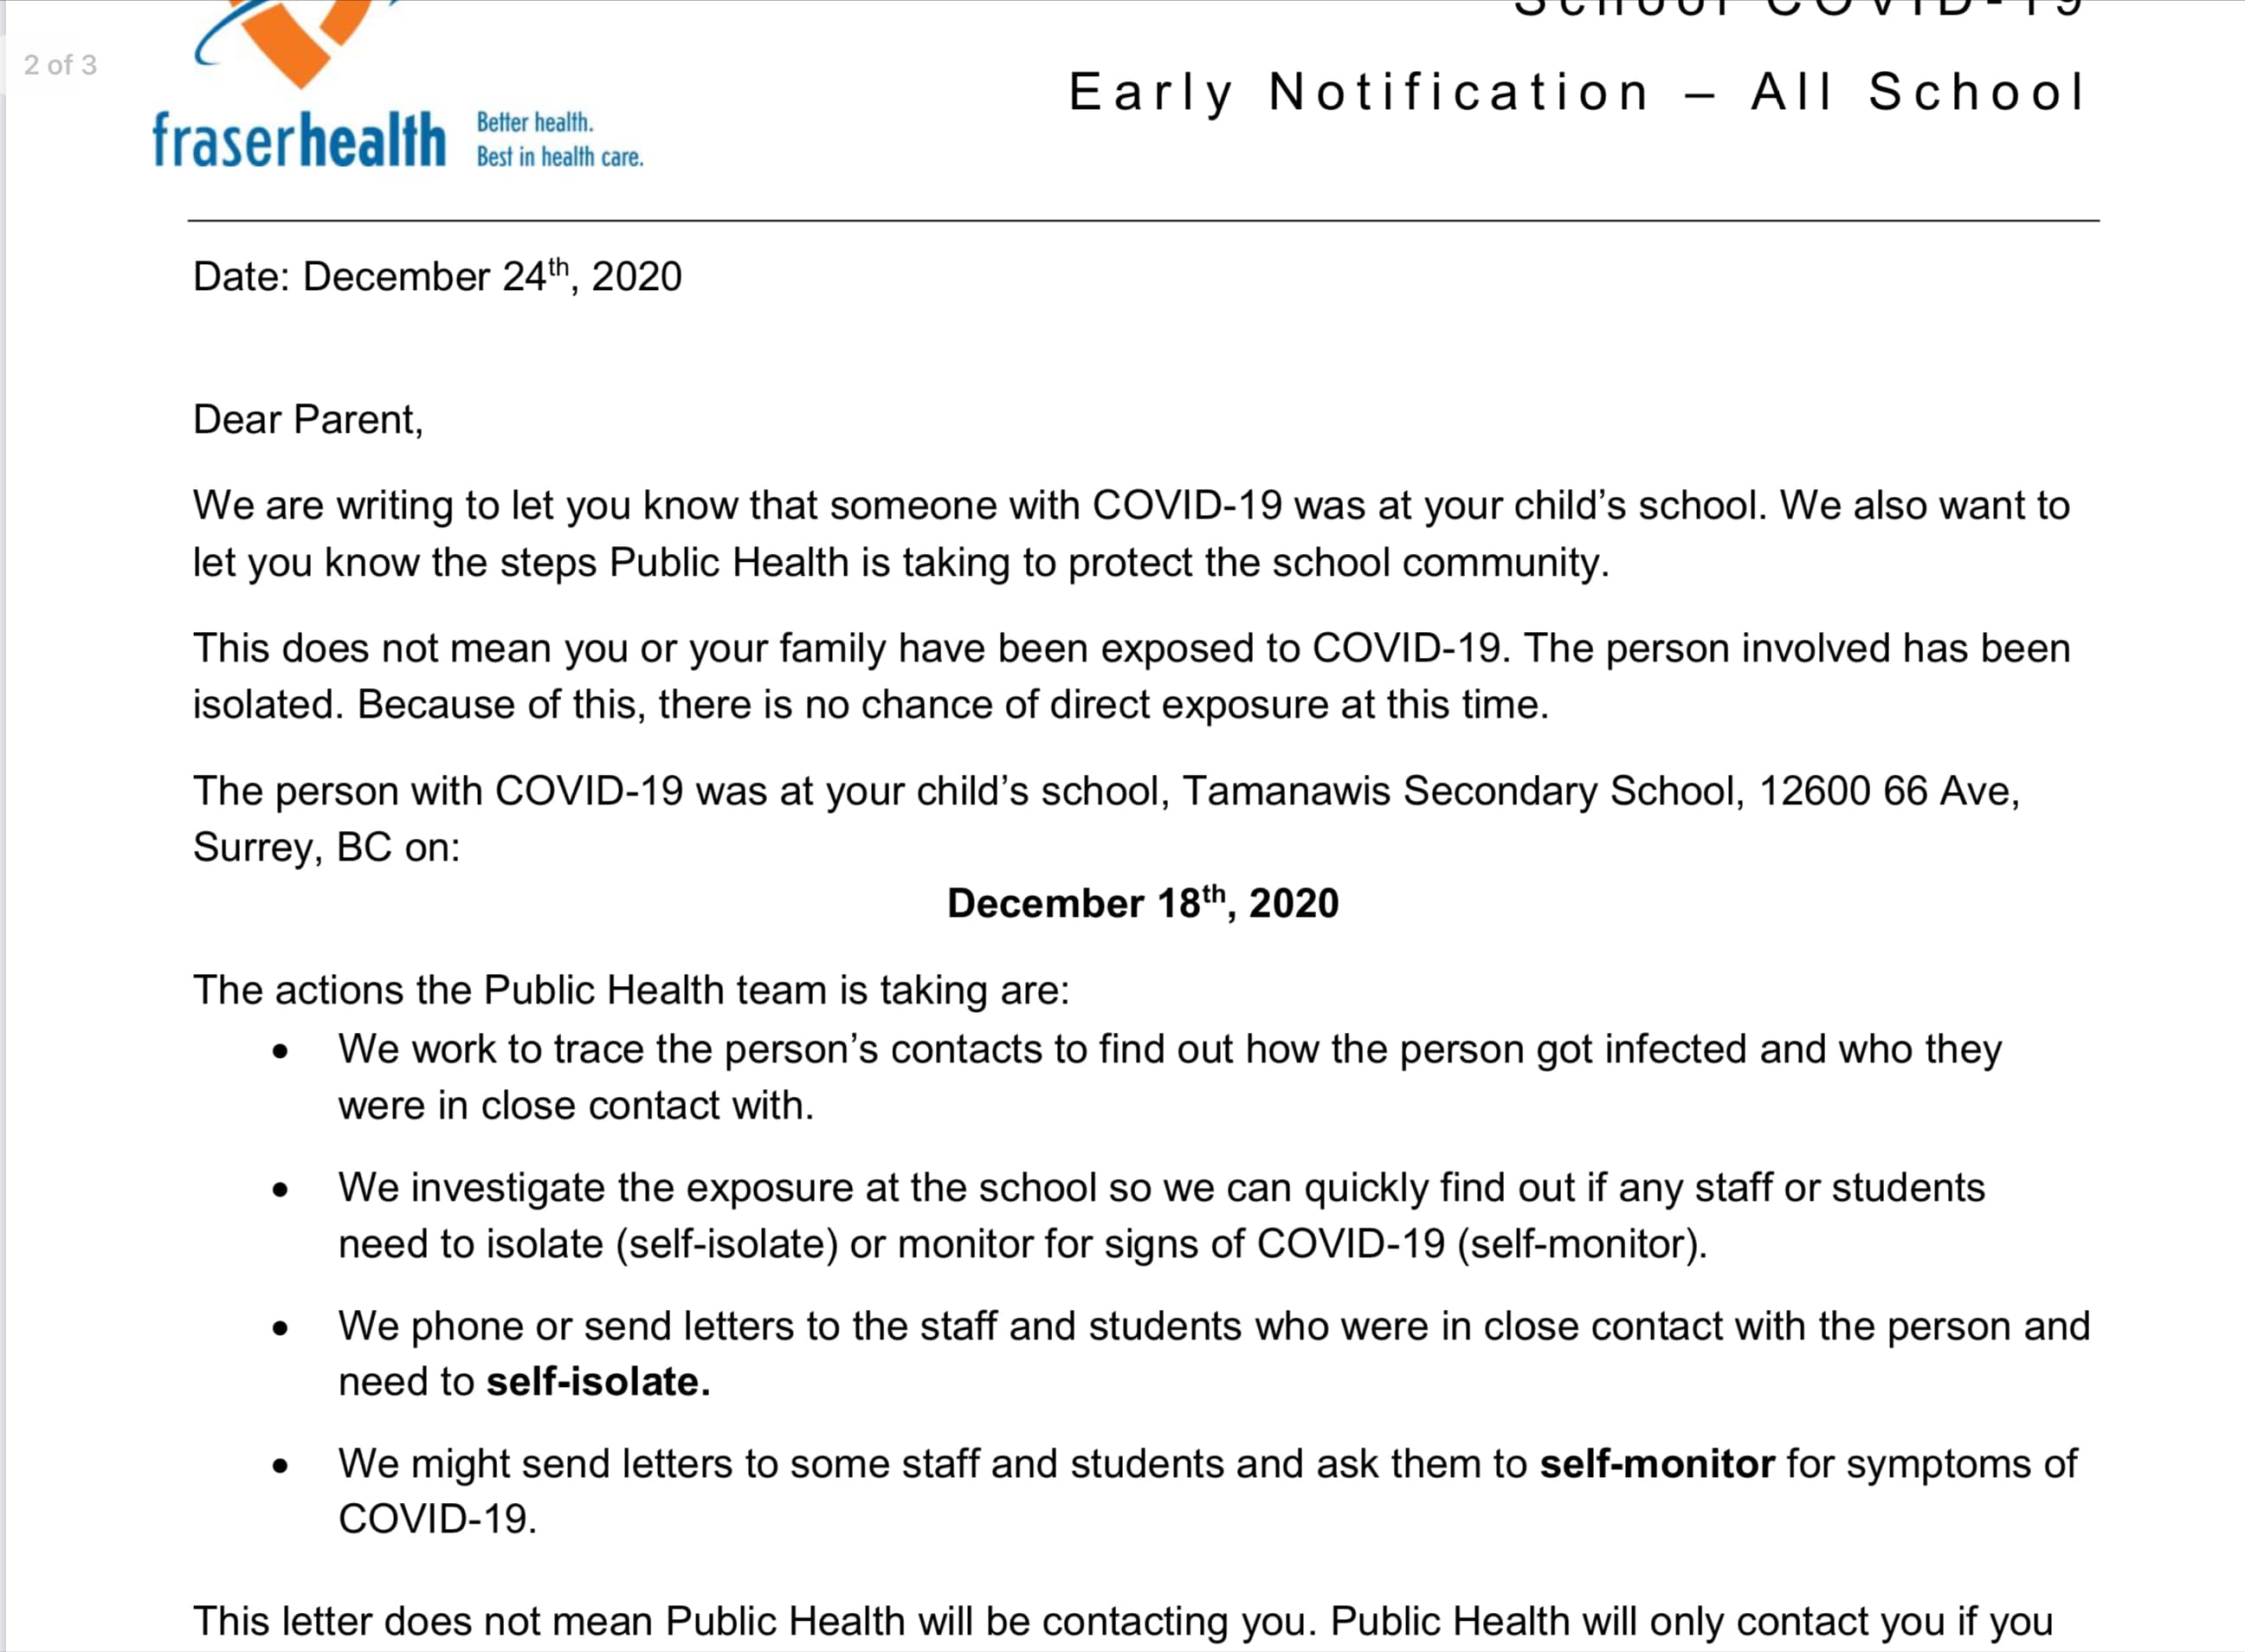 School COVID-19
2 of 3
Early Notification – All School
fraserhealth
Better health.
Best in health care.
Date: December 24th, 2020
Dear Parent,
We are writing to let you know that someone with COVID-19 was at your child’s school. We also want to
let you know the steps Public Health is taking to protect the school community.
This does not mean you or your family have been exposed to COVID-19. The person involved has been
isolated. Because of this, there is no chance of direct exposure at this time.
The person with COVID-19 was at your child’s school, Tamanawis Secondary School, 12600 66 Ave,
Surrey, BC on:
December 18th, 2020
The actions the Public Health team is taking are:
• We work to trace the person’s contacts to find out how the person got infected and who they
were in close contact with.
• We investigate the exposure at the school so we can quickly find out if any staff or students
need to isolate (self-isolate) or monitor for signs of COVID-19 (self-monitor).
• We phone or send letters to the staff and students who were in close contact with the person and
need to self-isolate.
• We might send letters to some staff and students and ask them to self-monitor for symptoms of
COVID-19.
This letter does not mean Public Health will be contacting you. Public Health will only contact you if you